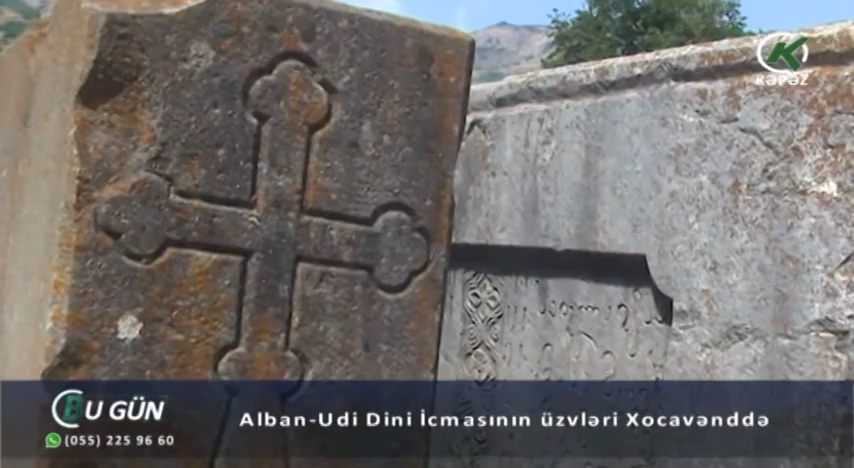 KƏPƏZ
BU GÜN
(055) 225 96 60
Alban-Udi Dini İcmasının üzvləri Xocavənddə